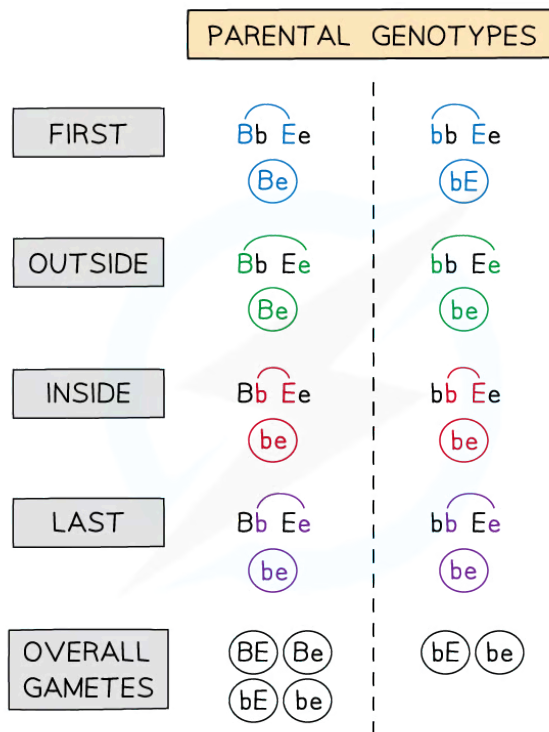 PARENTAL GENOTYPES
FIRST
Bb Ee
bb Ee
Be
bE
OUTSIDE
Bb Ee
bb Ee
Be
be
INSIDE
Bb Ee
bb Ee
be
be
LAST
Bb Ee
bb Ee
be
be
OVERALL
GAMETES
BE Be
bE be
bE be